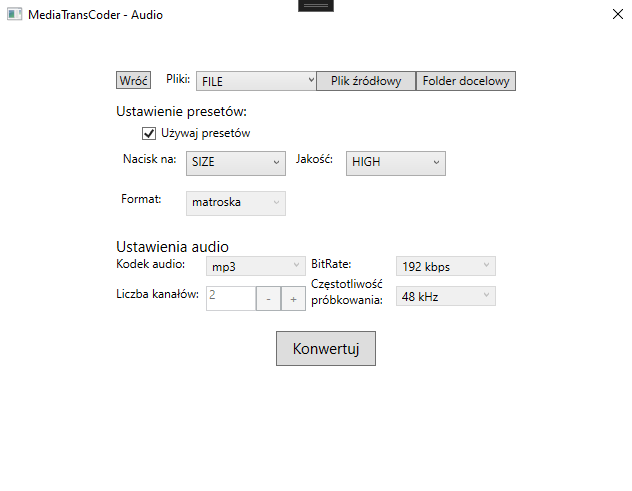 MediaTransCoder - Audio
Wróć Pliki: FILE Plik źródłowy Folder docelowy
Ustawienie presetów:
Używaj presetów
Nacisk na: SIZE Jakość: HIGH
Format: matroska
Ustawienia audio
Kodek audio: mp3 BitRate: 192 kbps
Liczba kanałów: 2 - + Częstotliwość
próbkowania: 48 kHz
Konwertuj